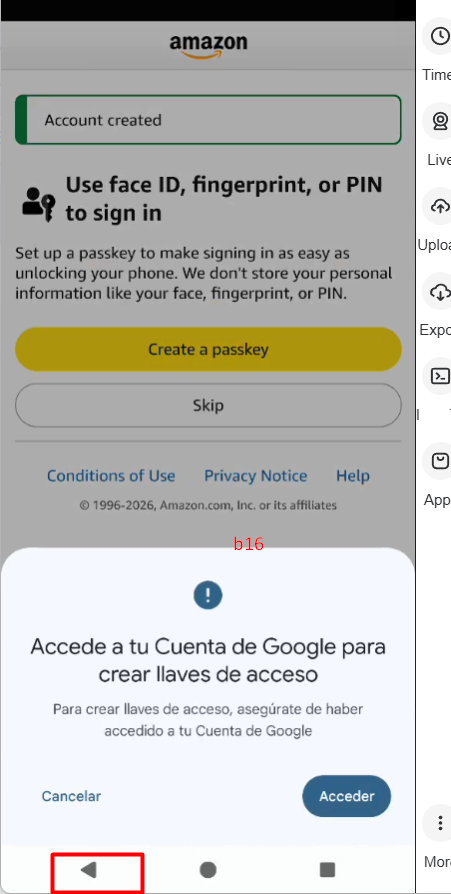 amazon
Account created
Use face ID, fingerprint, or PIN
to sign in
Set up a passkey to make signing in as easy as
unlocking your phone. We don't store your personal
information like your face, fingerprint, or PIN.
Create a passkey
Skip
Conditions of Use Privacy Notice Help
© 1996-2026, Amazon.com, Inc. or its affiliates
b16
Accede a tu Cuenta de Google para
crear llaves de acceso
Para crear llaves de acceso, asegúrate de haber
accedido a tu Cuenta de Google
Cancelar Acceder
Time
Live
Uploa
Expo
App
More